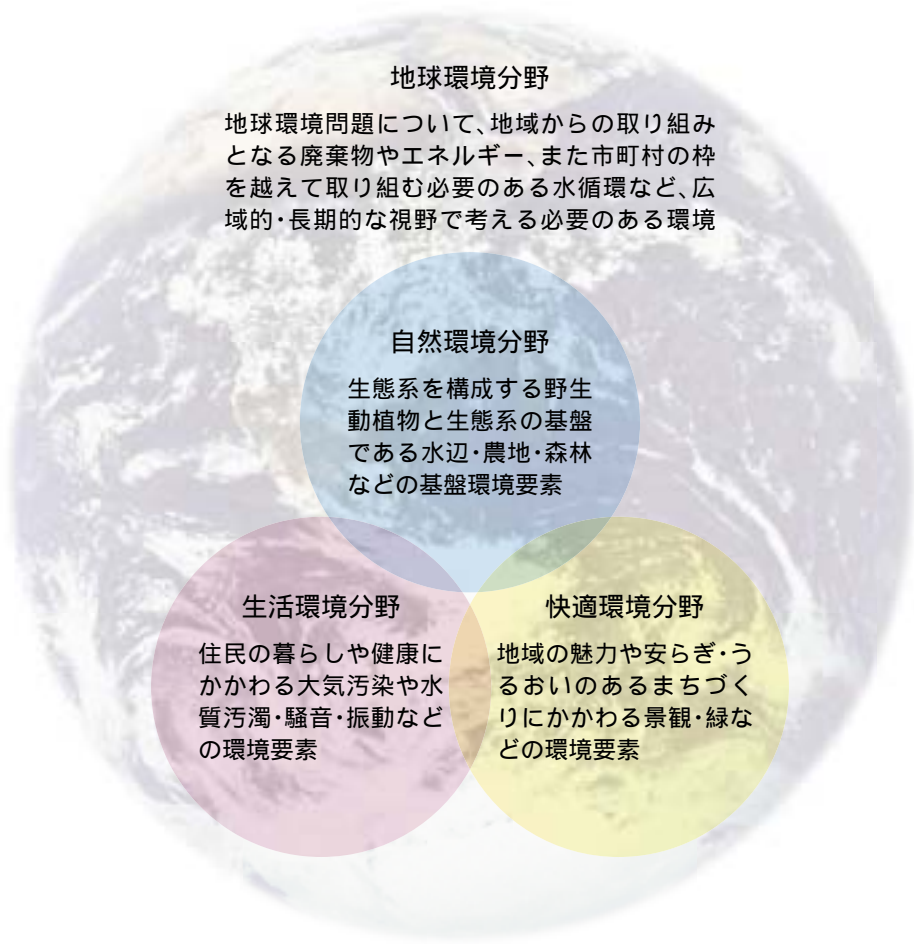 地球環境分野
地球環境問題について、地域からの取り組み
となる廃棄物やエネルギー、また市町村の枠
を越えて取り組む必要のある水循環など、広
域的・長期的な視野で考える必要のある環境
自然環境分野
生態系を構成する野生
動植物と生態系の基盤
である水辺・農地・森林
などの基盤環境要素
生活環境分野
住民の暮らしや健康に
かかわる大気汚染や水
質汚濁・騒音・振動など
の環境要素
快適環境分野
地域の魅力や安らぎ・う
るおいのあるまちづく
りにかかわる景観・緑な
どの環境要素